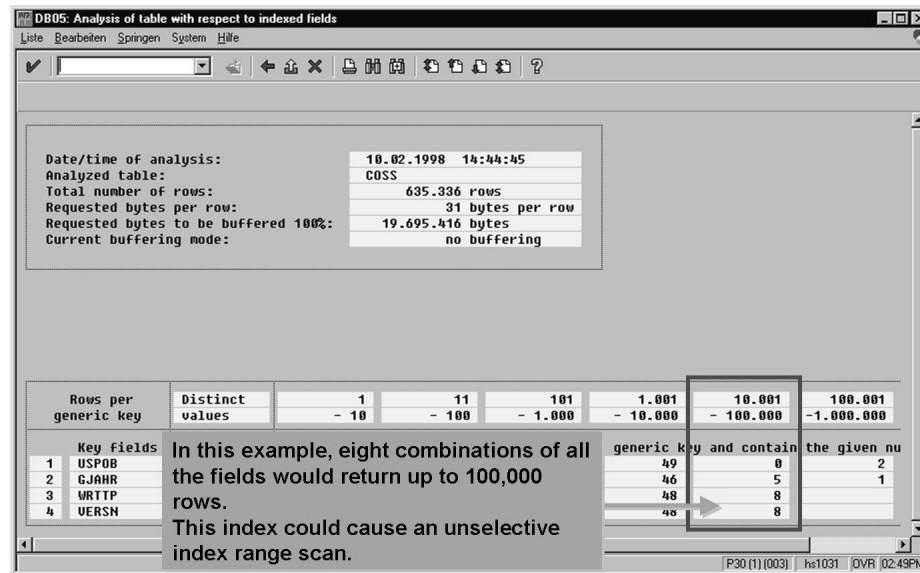 DB05: Analysis of table with respect to indexed fields
Liste Bearbeiten Springen System Hilfe
Date/time of analysis: 10.02.1998 14:44:45
Analyzed table: COSS
Total number of rows: 635.336 rows
Requested bytes per row: 31 bytes per row
Requested bytes to be buffered 100%: 19.695.416 bytes
Current buffering mode: no buffering
Rows per Distinct 1 11 101 1.001 10.001 100.001
generic key values - 10 - 100 - 1.000 - 10.000 - 100.000 -1.000.000
Key fields generic key and contain the given nu
1 USPOB 49 0 2
2 GJAHR 46 5 1
3 WRTTP 48 8
4 VERSN 48 8
In this example, eight combinations of all
the fields would return up to 100,000
rows.
This index could cause an unselective
index range scan.
P30 (1) (003) hs1031 OVR 02:49PM